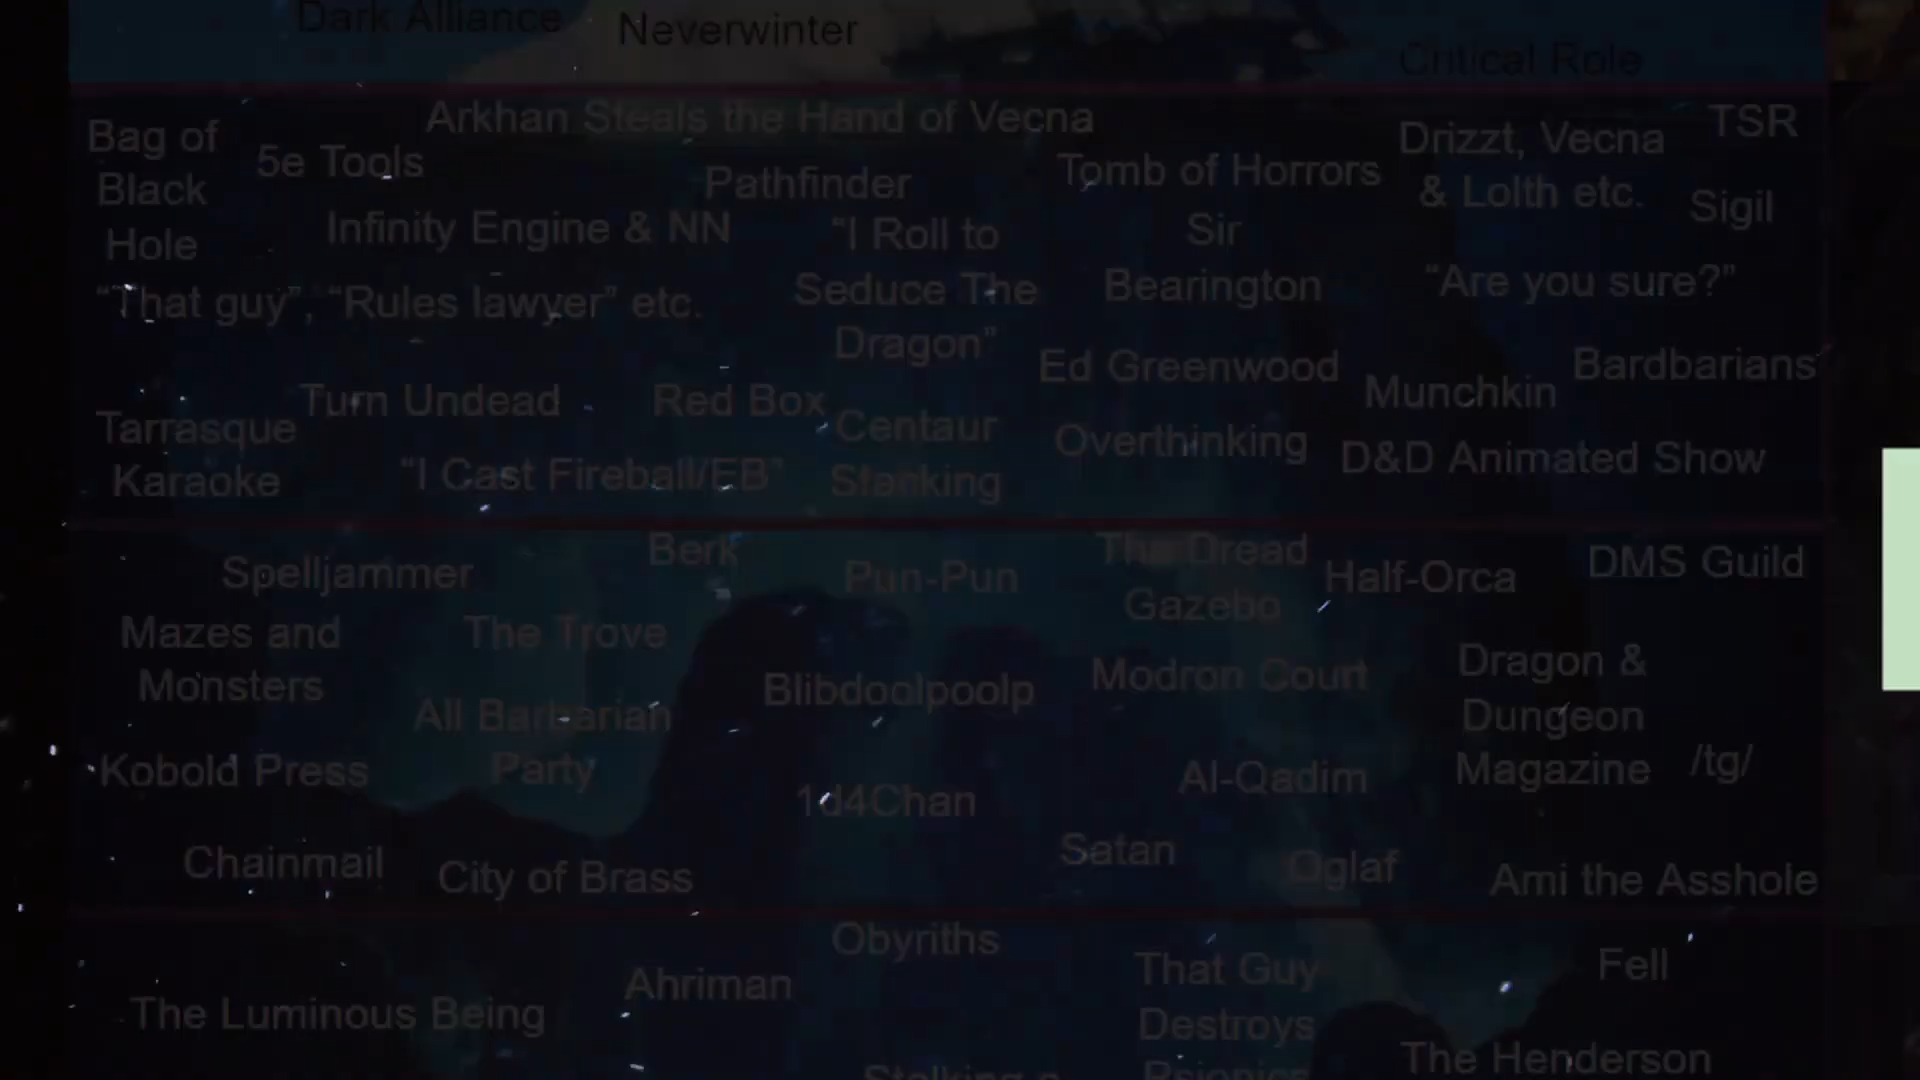 Dark Alliance
Neverwinter
Critical Role
Arkhan Steals the Hand of Vecna
Bag of
Black
Hole
5e Tools
Pathfinder
Tomb of Horrors
Drizzt, Vecna
& Lolth etc.
TSR
Sigil
Infinity Engine & NN
“I Roll to
Seduce The
Dragon”
Sir
Bearington
“Are you sure?”
“That guy”, “Rules lawyer” etc.
Ed Greenwood
Munchkin
Bardbarians
Turn Undead
Red Box
Tarrasque
Karaoke
Centaur
Stanking
Overthinking
D&D Animated Show
“I Cast Fireball/EB”
Spelljammer
Berk
Pun-Pun
The Dread
Gazebo
Half-Orca
DMS Guild
Mazes and
Monsters
The Trove
Blibdoolpoolp
Modron Court
Dragon &
Dungeon
Magazine
/tg/
All Barbarian
Party
Kobold Press
1d4Chan
Al-Qadim
Chainmail
City of Brass
Satan
Oglaf
Ami the Asshole
Obyriths
Ahriman
That Guy
Destroys
Psionics
Fell
The Luminous Being
Stalking a
The Henderson